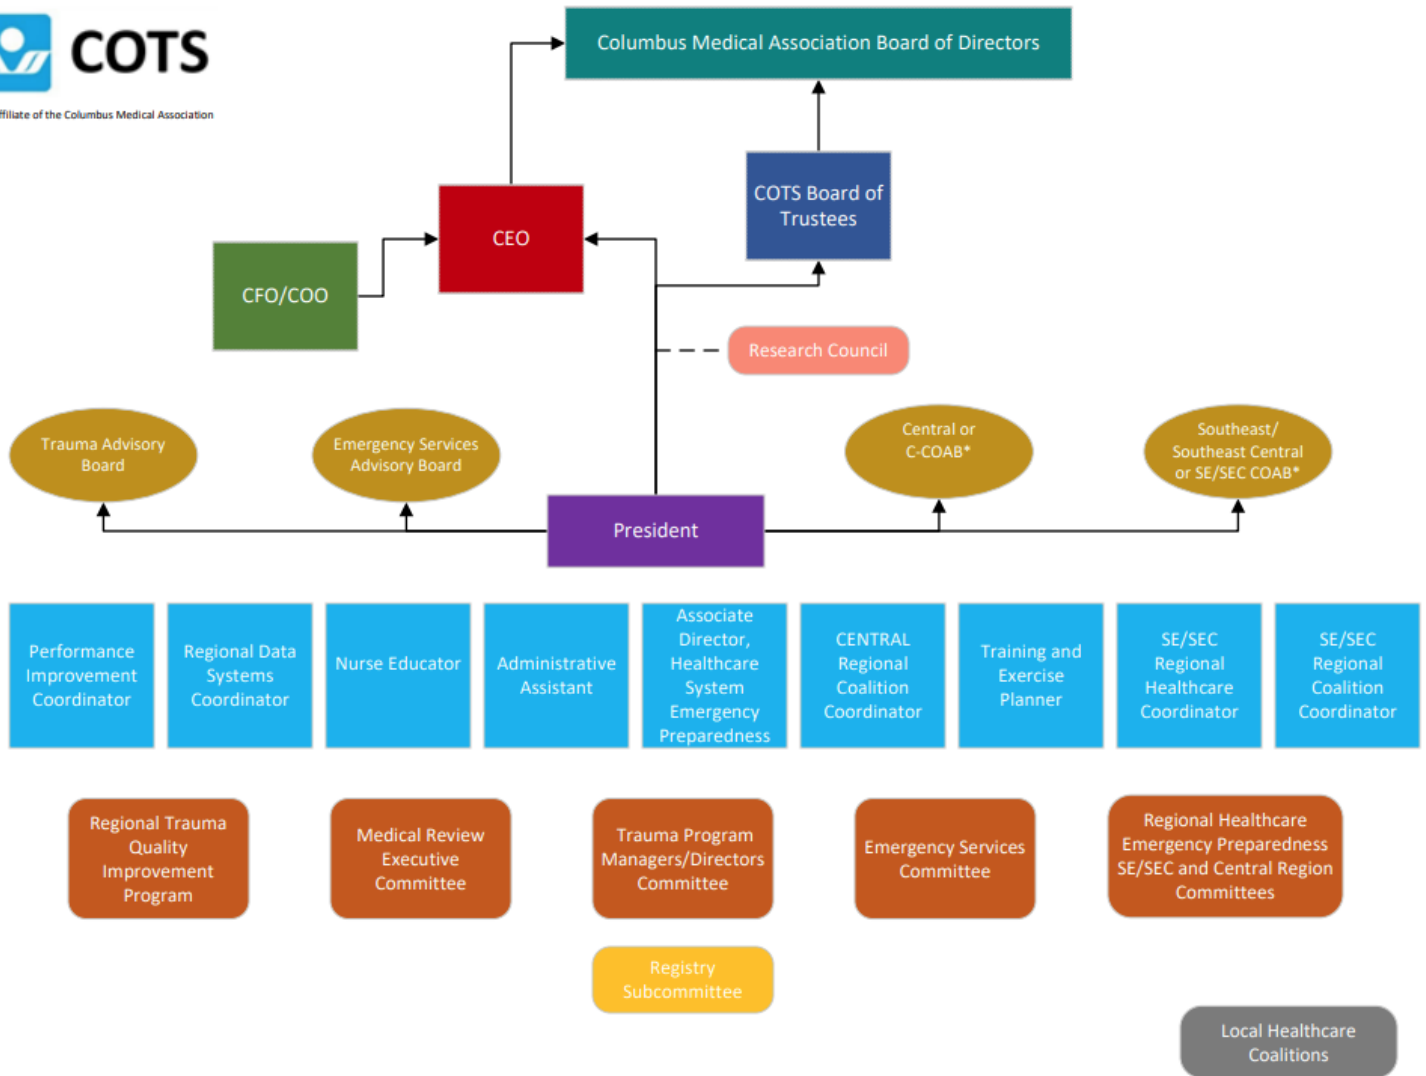 COTS
ffiliate of the Columbus Medical Association
Columbus Medical Association Board of Directors
COTS Board of
Trustees
CEO
CFO/COO
Research Council
Trauma Advisory
Board
Emergency Services
Advisory Board
Central or
C-COAB*
Southeast/
Southeast Central
or SE/SEC COAB*
President
Performance
Improvement
Coordinator
Regional Data
Systems
Coordinator
Nurse Educator
Administrative
Assistant
Associate
Director,
Healthcare
System
Emergency
Preparedness
CENTRAL
Regional
Coalition
Coordinator
Training and
Exercise
Planner
SE/SEC
Regional
Healthcare
Coordinator
SE/SEC
Regional
Coalition
Coordinator
Regional Trauma
Quality
Improvement
Program
Medical Review
Executive
Committee
Trauma Program
Managers/Directors
Committee
Emergency Services
Committee
Regional Healthcare
Emergency Preparedness
SE/SEC and Central Region
Committees
Registry
Subcommittee
Local Healthcare
Coalitions